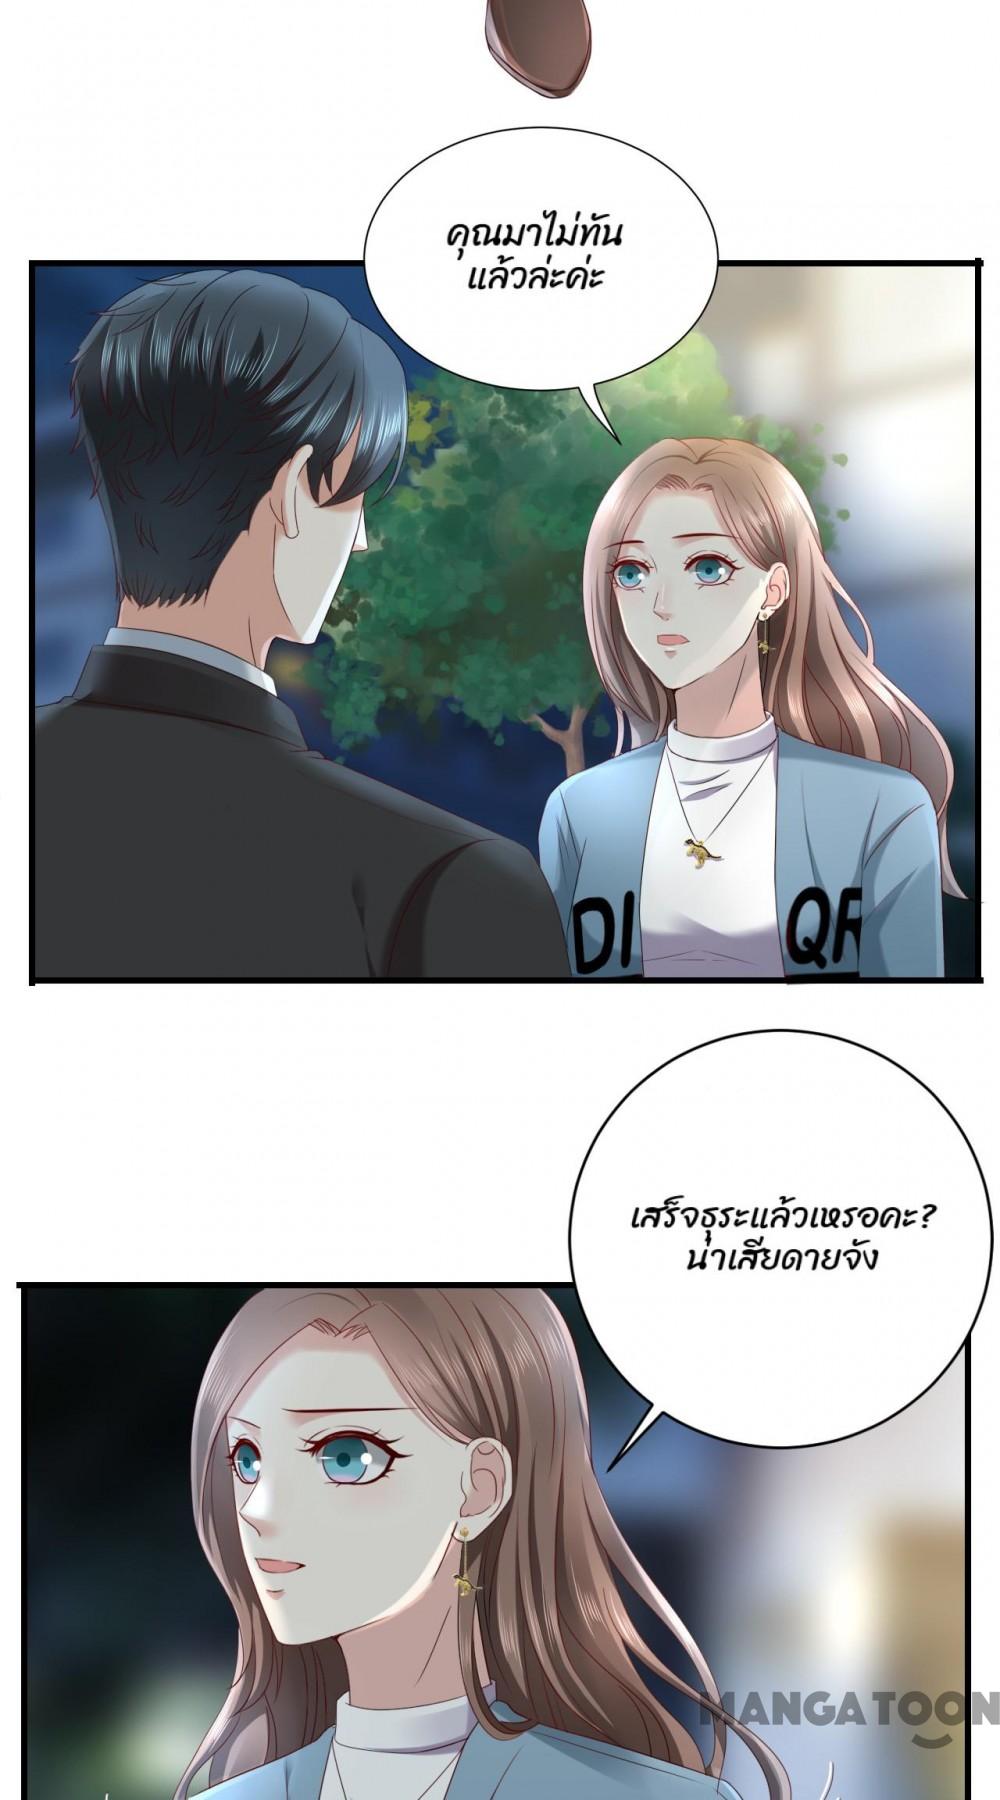 คุณมาไม่ทัน
แล้วล่ะค่ะ
DI QR
เสร็จธุระแล้วเหรอคะ?
น่าเสียดายจัง
MANGATOON